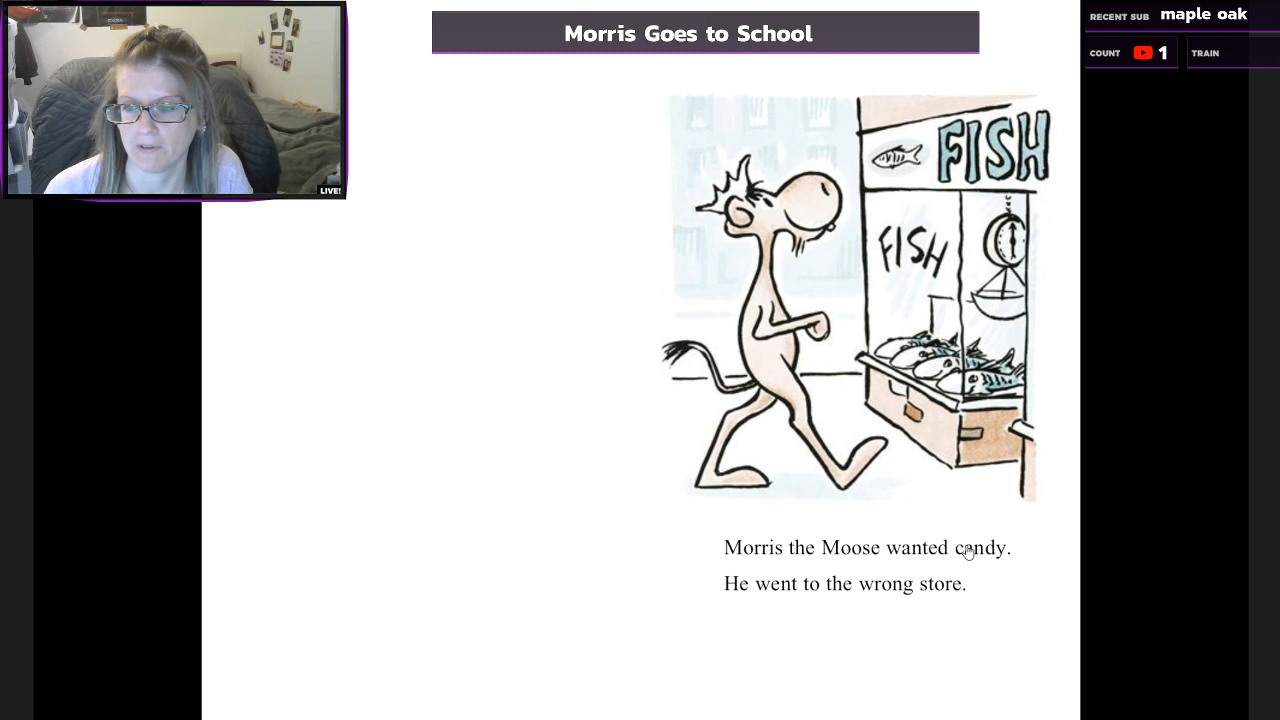 Morris Goes to School
RECENT SUB maple oak
COUNT 1 TRAIN
LIVE!
FISH
FISH
Morris the Moose wanted candy.
He went to the wrong store.